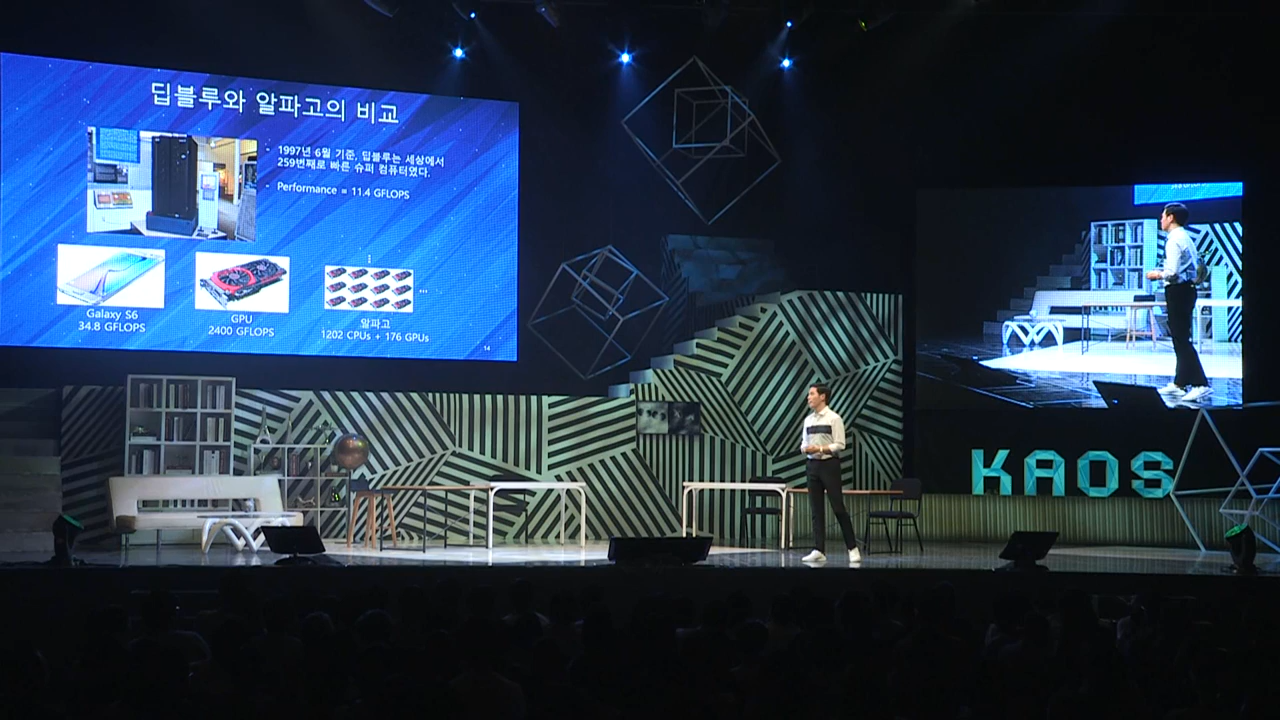 딥블루와 알파고의 비교
- 1997년 6월 기준, 딥블루는 세상에서
259번째로 빠른 슈퍼 컴퓨터였다.
- Performance = 11.4 GFLOPS
Galaxy S6
34.8 GFLOPS
GPU
2400 GFLOPS
알파고
1202 CPUs + 176 GPUs
14
KAOS